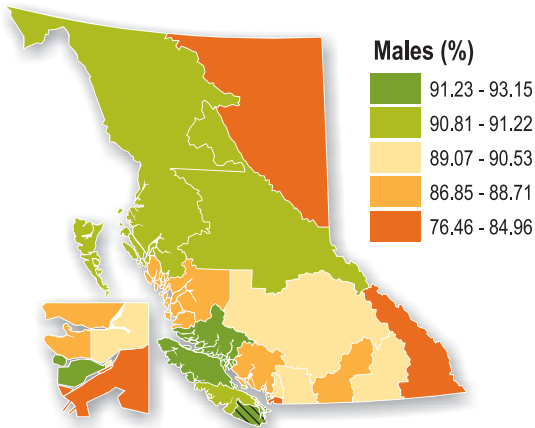 Males (%)
91.23 - 93.15
90.81 - 91.22
89.07 - 90.53
86.85 - 88.71
76.46 - 84.96